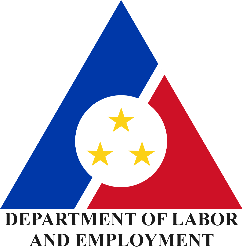 DEPARTMENT OF LABOR
AND EMPLOYMENT